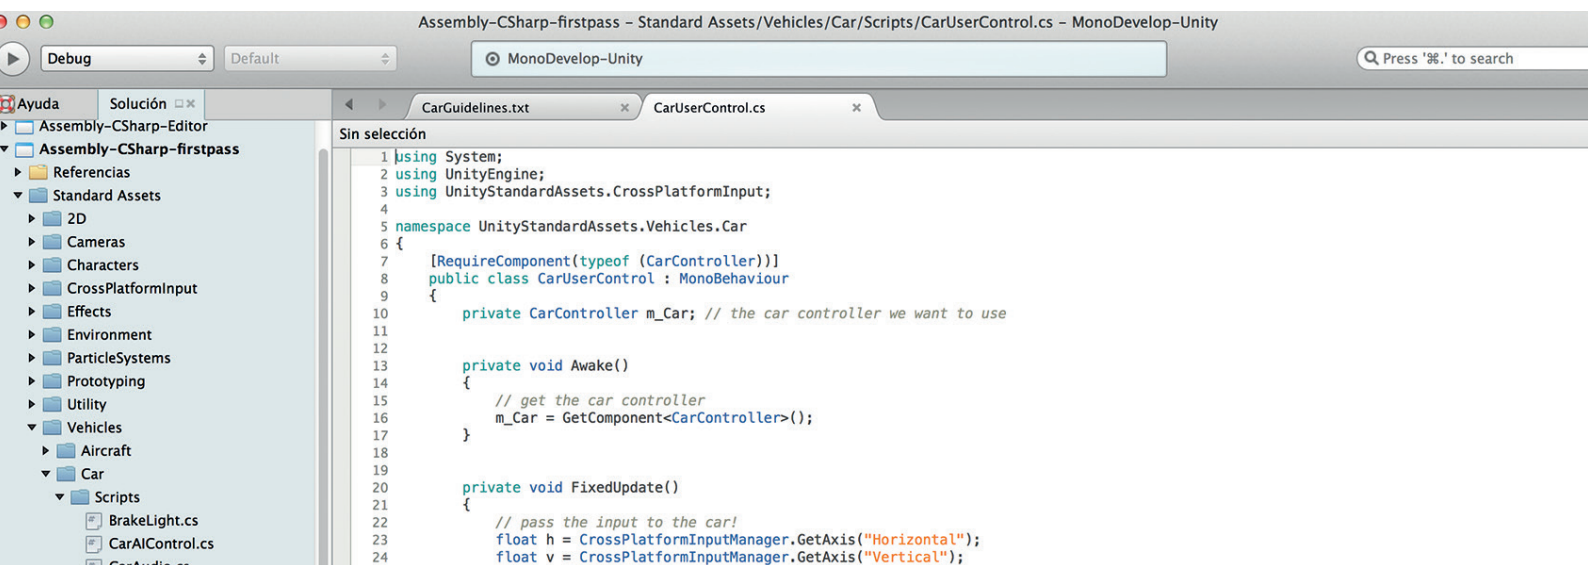 Assembly-CSharp-firstpass – Standard Assets/Vehicles/Car/Scripts/CarUserControl.cs – MonoDevelop-Unity
Debug
Default
MonoDevelop-Unity
Press '⌘.' to search
Ayuda
Solución
Assembly-CSharp-Editor
Assembly-CSharp-firstpass
Referencias
Standard Assets
2D
Cameras
Characters
CrossPlatformInput
Effects
Environment
ParticleSystems
Prototyping
Utility
Vehicles
Aircraft
Car
Scripts
BrakeLight.cs
CarAIControl.cs
CarAudio.cs
CarGuidelines.txt
CarUserControl.cs
Sin selección
1 using System;
2 using UnityEngine;
3 using UnityStandardAssets.CrossPlatformInput;
4
5 namespace UnityStandardAssets.Vehicles.Car
6 {
7 [RequireComponent(typeof (CarController))]
8 public class CarUserControl : MonoBehaviour
9 {
10 private CarController m_Car; // the car controller we want to use
11
12
13 private void Awake()
14 {
15 // get the car controller
16 m_Car = GetComponent<CarController>();
17 }
18
19
20 private void FixedUpdate()
21 {
22 // pass the input to the car!
23 float h = CrossPlatformInputManager.GetAxis("Horizontal");
24 float v = CrossPlatformInputManager.GetAxis("Vertical");